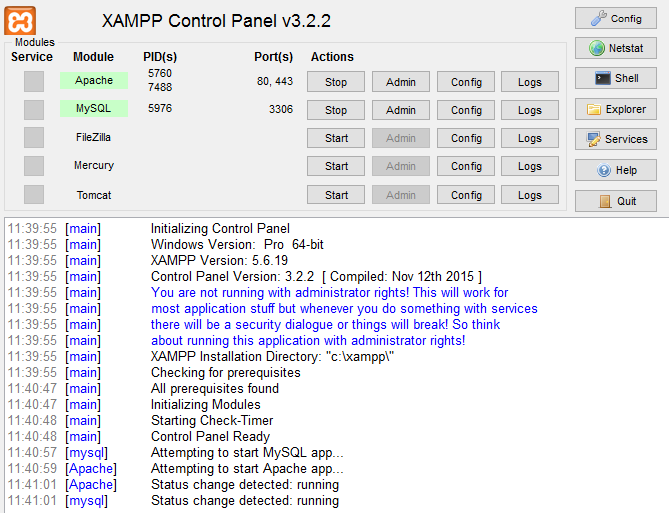 XAMPP Control Panel v3.2.2
Config
Modules
Service Module PID(s) Port(s) Actions
Netstat
Apache 5760 7488 80, 443 Stop Admin Config Logs
Shell
MySQL 5976 3306 Stop Admin Config Logs
Explorer
FileZilla Start Admin Config Logs
Services
Mercury Start Admin Config Logs
Help
Tomcat Start Admin Config Logs
Quit
11:39:55 [main] Initializing Control Panel
11:39:55 [main] Windows Version: Pro 64-bit
11:39:55 [main] XAMPP Version: 5.6.19
11:39:55 [main] Control Panel Version: 3.2.2 [ Compiled: Nov 12th 2015 ]
11:39:55 [main] You are not running with administrator rights! This will work for
11:39:55 [main] most application stuff but whenever you do something with services
11:39:55 [main] there will be a security dialogue or things will break! So think
11:39:55 [main] about running this application with administrator rights!
11:39:55 [main] XAMPP Installation Directory: "c:\xampp\"
11:39:55 [main] Checking for prerequisites
11:40:47 [main] All prerequisites found
11:40:47 [main] Initializing Modules
11:40:48 [main] Starting Check-Timer
11:40:48 [main] Control Panel Ready
11:40:57 [mysql] Attempting to start MySQL app...
11:40:59 [Apache] Attempting to start Apache app...
11:41:01 [Apache] Status change detected: running
11:41:01 [mysql] Status change detected: running